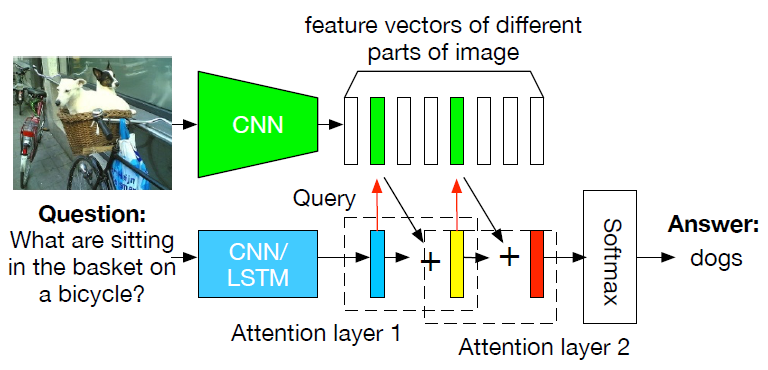 feature vectors of different
parts of image
CNN
Query
Question:
What are sitting
in the basket on
a bicycle?
CNN/
LSTM
+
+
Softmax
Answer:
dogs
Attention layer 1
Attention layer 2